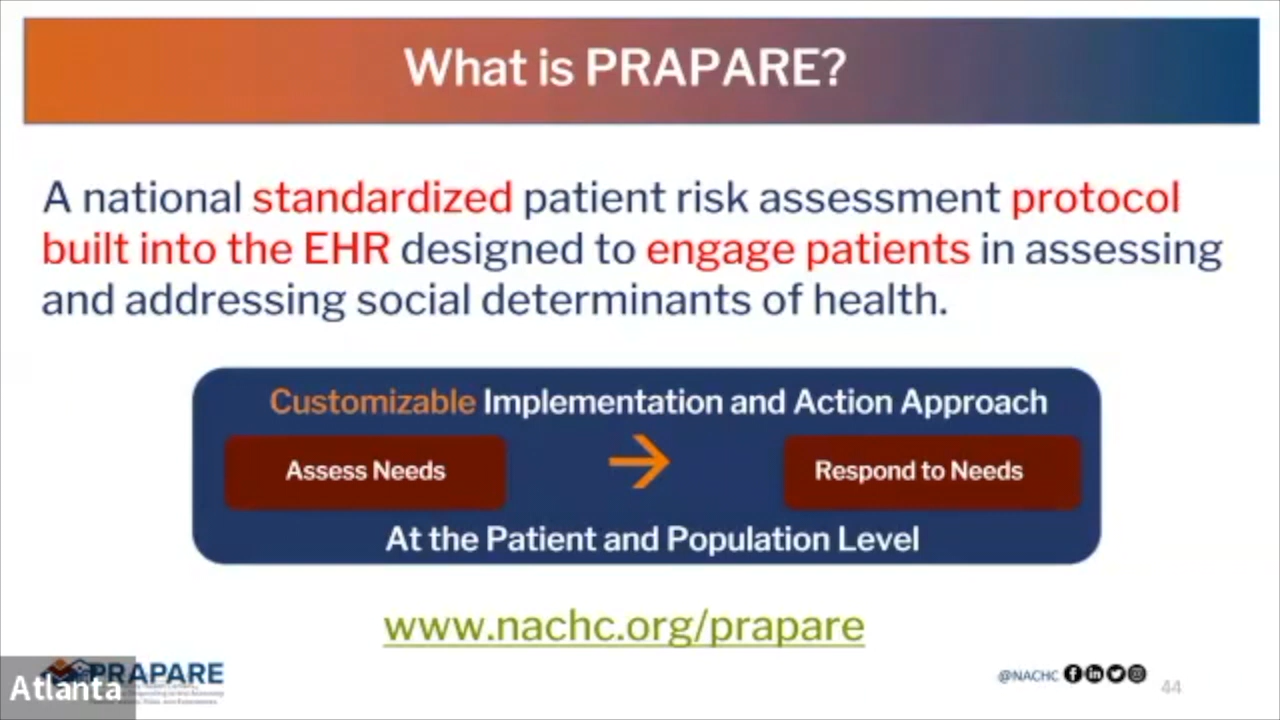 What is PRAPARE?
A national standardized patient risk assessment protocol
built into the EHR designed to engage patients in assessing
and addressing social determinants of health.
Customizable Implementation and Action Approach
Assess Needs
→
Respond to Needs
At the Patient and Population Level
www.nachc.org/prapare
PRAPARE
Atlanta
@NACHC
44